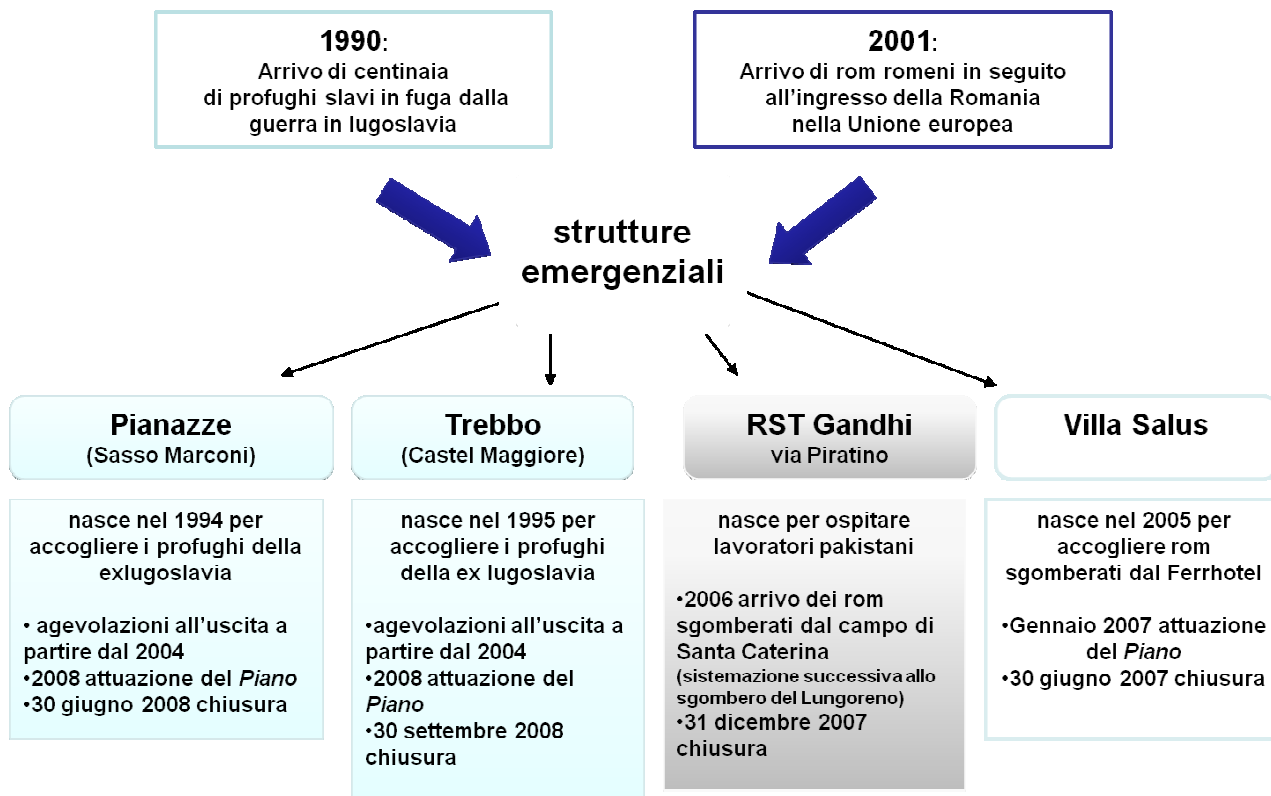 1990:
Arrivo di centinaia
di profughi slavi in fuga dalla
guerra in Iugoslavia
2001:
Arrivo di rom romeni in seguito
all'ingresso della Romania
nella Unione europea
strutture
emergenziali
Pianazze
(Sasso Marconi)
nasce nel 1994 per
accogliere i profughi della
exIugoslavia
• agevolazioni all'uscita a
partire dal 2004
•2008 attuazione del Piano
•30 giugno 2008 chiusura
Trebbo
(Castel Maggiore)
nasce nel 1995 per
accogliere i profughi
della ex Iugoslavia
•agevolazioni all'uscita a
partire dal 2004
•2008 attuazione del
Piano
•30 settembre 2008
chiusura
RST Gandhi
via Piratino
nasce per ospitare
lavoratori pakistani
•2006 arrivo dei rom
sgomberati dal campo di
Santa Caterina
(sistemazione successiva allo
sgombero del Lungoreno)
•31 dicembre 2007
chiusura
Villa Salus
nasce nel 2005 per
accogliere rom
sgomberati dal Ferrhotel
•Gennaio 2007 attuazione
del Piano
•30 giugno 2007 chiusura